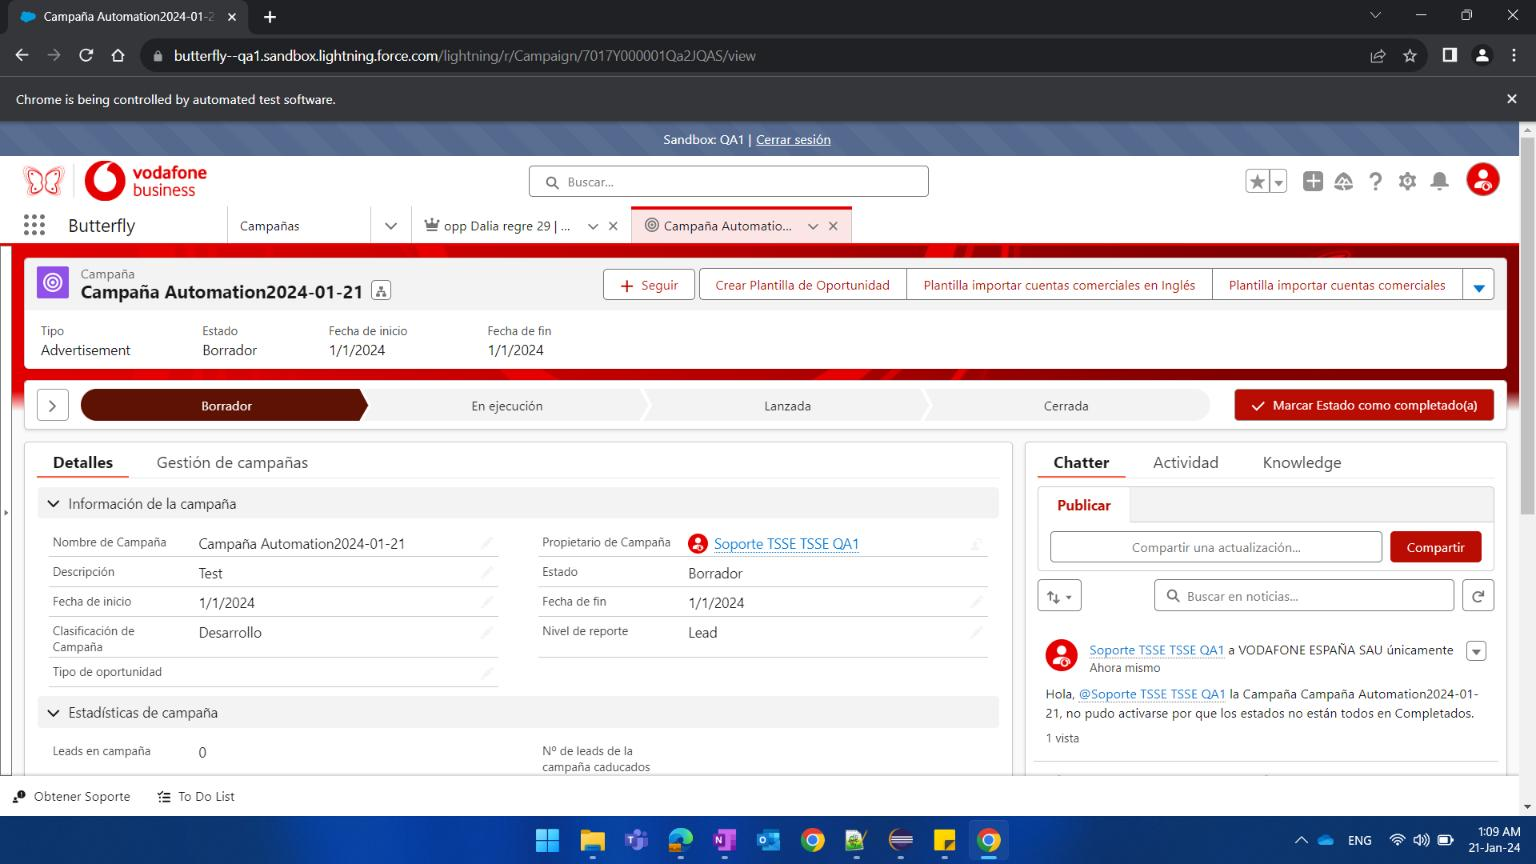 Campaña Automation2024-01-2
butterfly--qa1.sandbox.lightning.force.com/lightning/r/Campaign/7017Y000001Qa2JQAS/view
Chrome is being controlled by automated test software.
Sandbox: QA1 | Cerrar sesión
vodafone
business
Buscar...
Butterfly
Campañas
opp Dalia regre 29 | ...
Campaña Automatio...
Campaña
Campaña Automation2024-01-21
Seguir
Crear Plantilla de Oportunidad
Plantilla importar cuentas comerciales en Inglés
Plantilla importar cuentas comerciales
Tipo
Advertisement
Estado
Borrador
Fecha de inicio
1/1/2024
Fecha de fin
1/1/2024
Borrador
En ejecución
Lanzada
Cerrada
Marcar Estado como completado(a)
Detalles
Gestión de campañas
Información de la campaña
Nombre de Campaña
Campaña Automation2024-01-21
Propietario de Campaña
Soporte TSSE TSSE QA1
Descripción
Test
Estado
Borrador
Fecha de inicio
1/1/2024
Fecha de fin
1/1/2024
Clasificación de
Campaña
Desarrollo
Nivel de reporte
Lead
Tipo de oportunidad
Estadísticas de campaña
Leads en campaña
0
Nº de leads de la
campaña caducados
Chatter
Actividad
Knowledge
Publicar
Compartir una actualización...
Compartir
Buscar en noticias...
Soporte TSSE TSSE QA1 a VODAFONE ESPAÑA SAU únicamente
Ahora mismo
Hola, @Soporte TSSE TSSE QA1 la Campaña Campaña Automation2024-01-
21, no pudo activarse por que los estados no están todos en Completados.
1 vista
Obtener Soporte
To Do List
ENG
1:09 AM
21-Jan-24